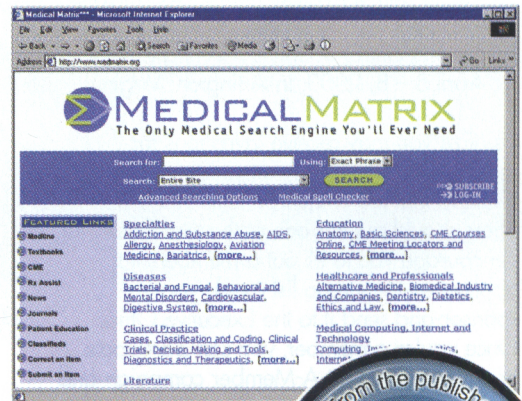 Medical Matrix*** - Microsoft Internet Explorer
File Edit View Favorites Tools Help
Back Search Favorites Media
Address http://www.medmatrix.org Go Links »
MEDICALMATRIX
The Only Medical Search Engine You'll Ever Need
Search for: Using: Exact Phrase
Search: Entire Site SEARCH
SUBSCRIBE
LOG-IN
Advanced Searching Options Medical Spell Checker
FEATURED LINKS
Medline
Textbooks
CME
Rx Assist
News
Journals
Patient Education
Classifieds
Correct an Item
Submit an Item
Specialties
Addiction and Substance Abuse, AIDS,
Allergy, Anesthesiology, Aviation
Medicine, Bariatrics, [more...]
Diseases
Bacterial and Fungal, Behavioral and
Mental Disorders, Cardiovascular,
Digestive System, [more...]
Clinical Practice
Cases, Classification and Coding, Clinical
Trials, Decision Making and Tools,
Diagnostics and Therapeutics, [more...]
Literature
Education
Anatomy, Basic Sciences, CME Courses
Online, CME Meeting Locators and
Resources, [more...]
Healthcare and Professionals
Alternative Medicine, Biomedical Industry
and Companies, Dentistry, Dietetics,
Ethics and Law, [more...]
Medical Computing, Internet and
Technology
Computing,
Internet
from the publish